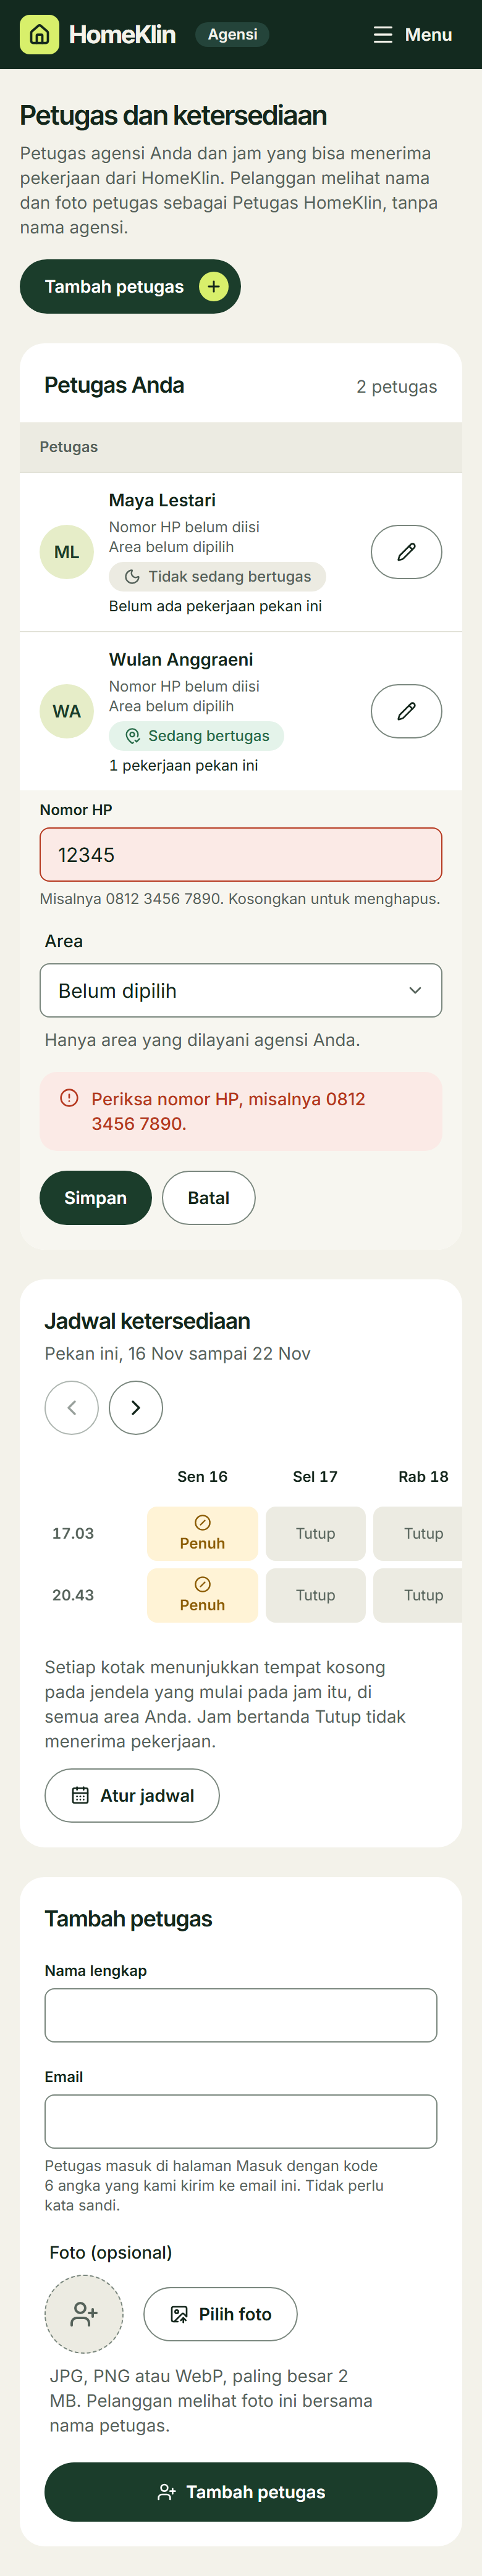 HomeKlin
Agensi
Menu
Petugas dan ketersediaan
Petugas agensi Anda dan jam yang bisa menerima
pekerjaan dari HomeKlin. Pelanggan melihat nama
dan foto petugas sebagai Petugas HomeKlin, tanpa
nama agensi.
Tambah petugas
Petugas Anda
2 petugas
Petugas
ML
Maya Lestari
Nomor HP belum diisi
Area belum dipilih
Tidak sedang bertugas
Belum ada pekerjaan pekan ini
WA
Wulan Anggraeni
Nomor HP belum diisi
Area belum dipilih
Sedang bertugas
1 pekerjaan pekan ini
Nomor HP
12345
Misalnya 0812 3456 7890. Kosongkan untuk menghapus.
Area
Belum dipilih
Hanya area yang dilayani agensi Anda.
Periksa nomor HP, misalnya 0812
3456 7890.
Simpan
Batal
Jadwal ketersediaan
Pekan ini, 16 Nov sampai 22 Nov
Sen 16
Sel 17
Rab 18
17.03
Penuh
Tutup
Tutup
20.43
Penuh
Tutup
Tutup
Setiap kotak menunjukkan tempat kosong
pada jendela yang mulai pada jam itu, di
semua area Anda. Jam bertanda Tutup tidak
menerima pekerjaan.
Atur jadwal
Tambah petugas
Nama lengkap
Email
Petugas masuk di halaman Masuk dengan kode
6 angka yang kami kirim ke email ini. Tidak perlu
kata sandi.
Foto (opsional)
Pilih foto
JPG, PNG atau WebP, paling besar 2
MB. Pelanggan melihat foto ini bersama
nama petugas.
Tambah petugas